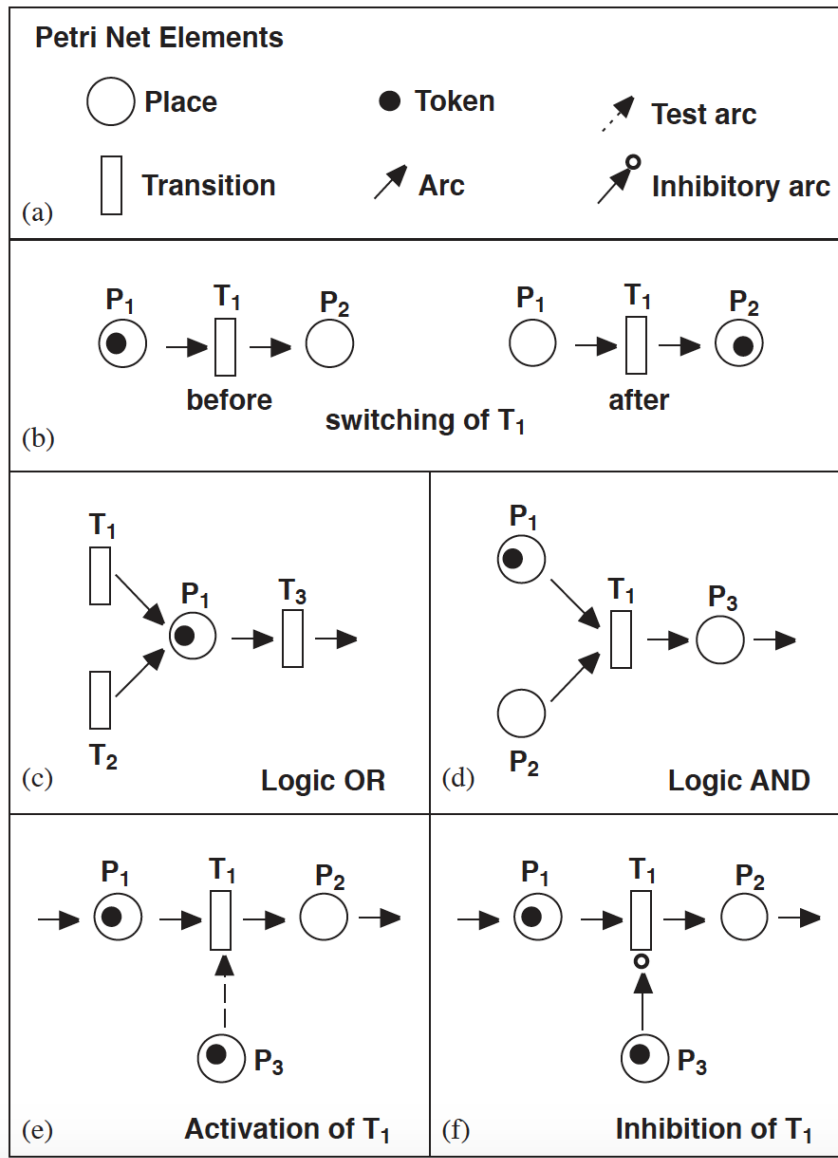 Petri Net Elements
Place
Token
Test arc
Transition
Arc
Inhibitory arc
(a)
P1
T1
P2
P1
T1
P2
before
after
switching of T1
(b)
T1
P1
T3
T2
(c)
Logic OR
P1
T1
P3
P2
(d)
Logic AND
P1
T1
P2
P3
(e)
Activation of T1
P1
T1
P2
P3
(f)
Inhibition of T1